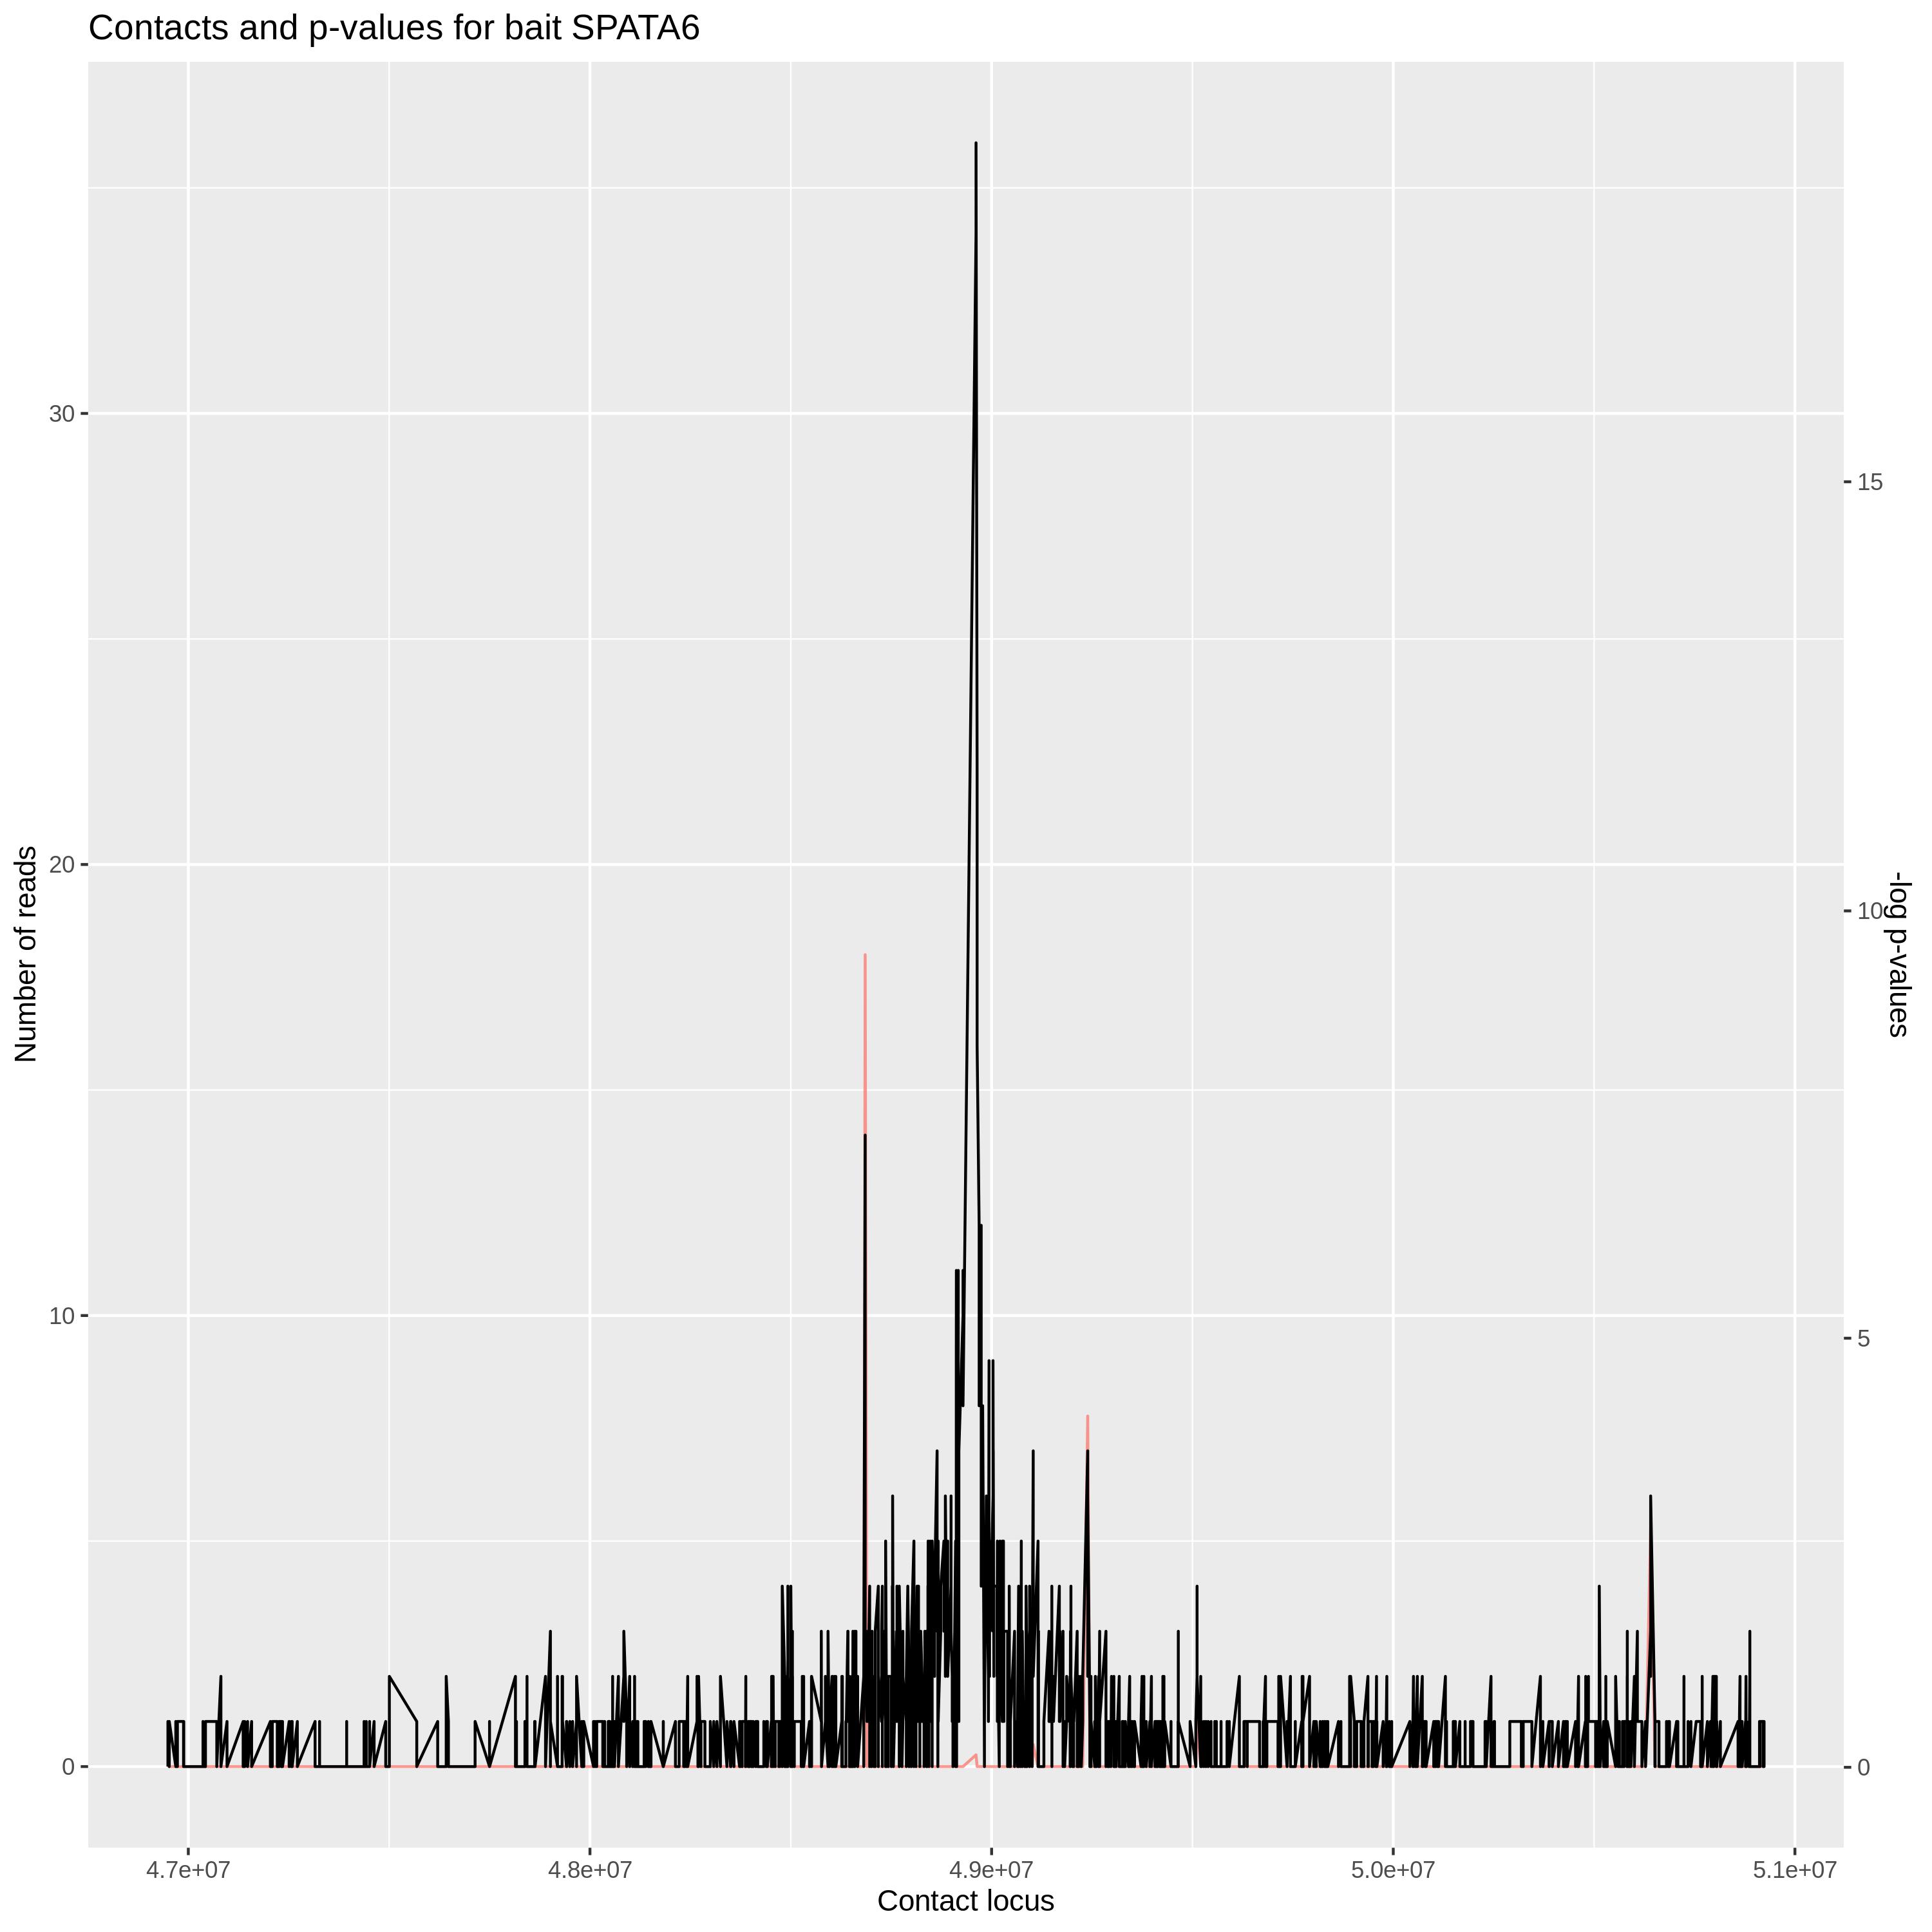 Contacts and p-values for bait SPATA6
Number of reads
30
20
10
0
15
10
5
0
-log p-values
4.7e+07 4.8e+07 4.9e+07 5.0e+07 5.1e+07
Contact locus